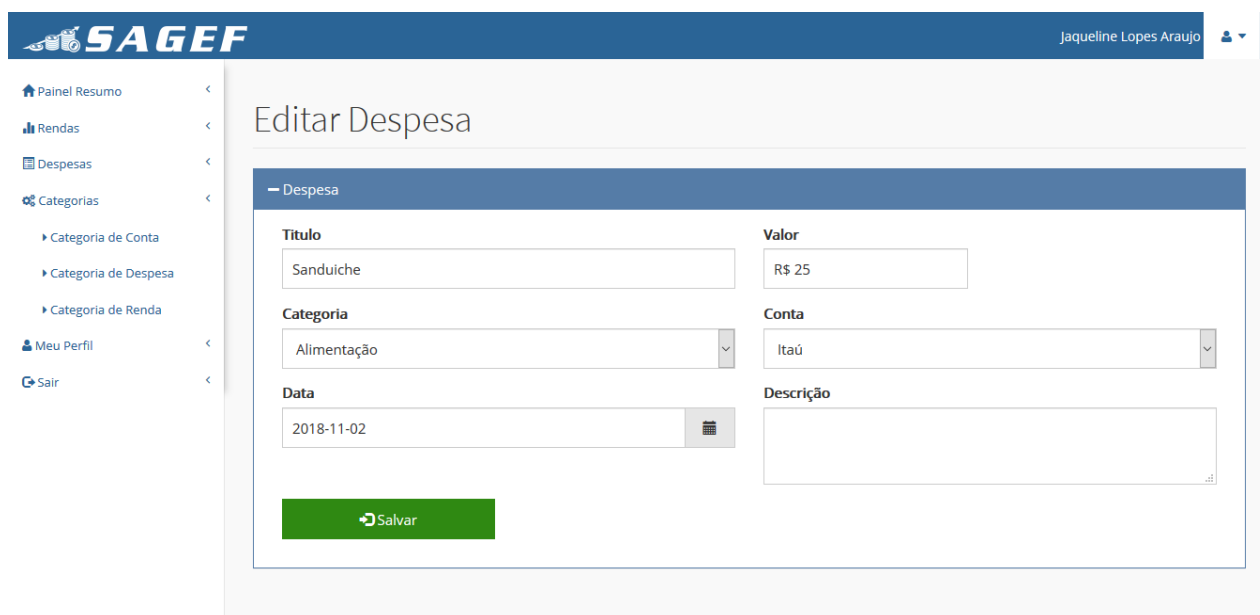 SAGEF
Jaqueline Lopes Araujo
Painel Resumo
Rendas
Despesas
Categorias
Categoria de Conta
Categoria de Despesa
Categoria de Renda
Meu Perfil
Sair
Editar Despesa
Despesa
Titulo
Valor
Sanduiche
R$ 25
Categoria
Conta
Alimentação
Itaú
Data
Descrição
2018-11-02
Salvar